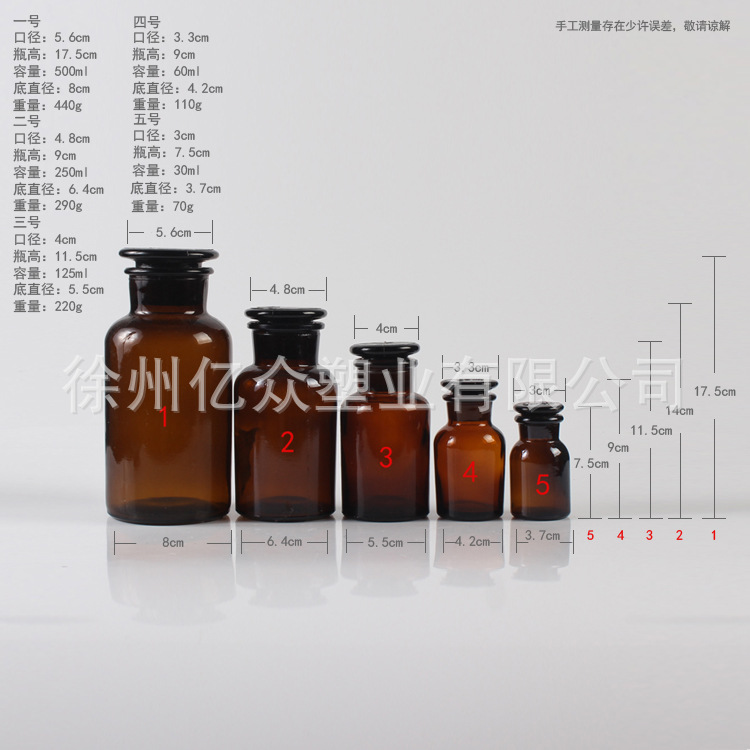 一号
口径：5.6cm
瓶高：17.5cm
容量：500ml
底直径：8cm
重量：440g
二号
口径：4.8cm
瓶高：9cm
容量：250ml
底直径：6.4cm
重量：290g
三号
口径：4cm
瓶高：11.5cm
容量：125ml
底直径：5.5cm
重量：220g
四号
口径：3.3cm
瓶高：9cm
容量：60ml
底直径：4.2cm
重量：110g
五号
口径：3cm
瓶高：7.5cm
容量：30ml
底直径：3.7cm
重量：70g
手工测量存在少许误差，敬请谅解
5.6cm
4.8cm
4cm
3.3cm
3cm
徐州亿众塑业有限公司
1
2
3
4
5
17.5cm
14cm
11.5cm
9cm
7.5cm
8cm
6.4cm
5.5cm
4.2cm
3.7cm
5 4 3 2 1